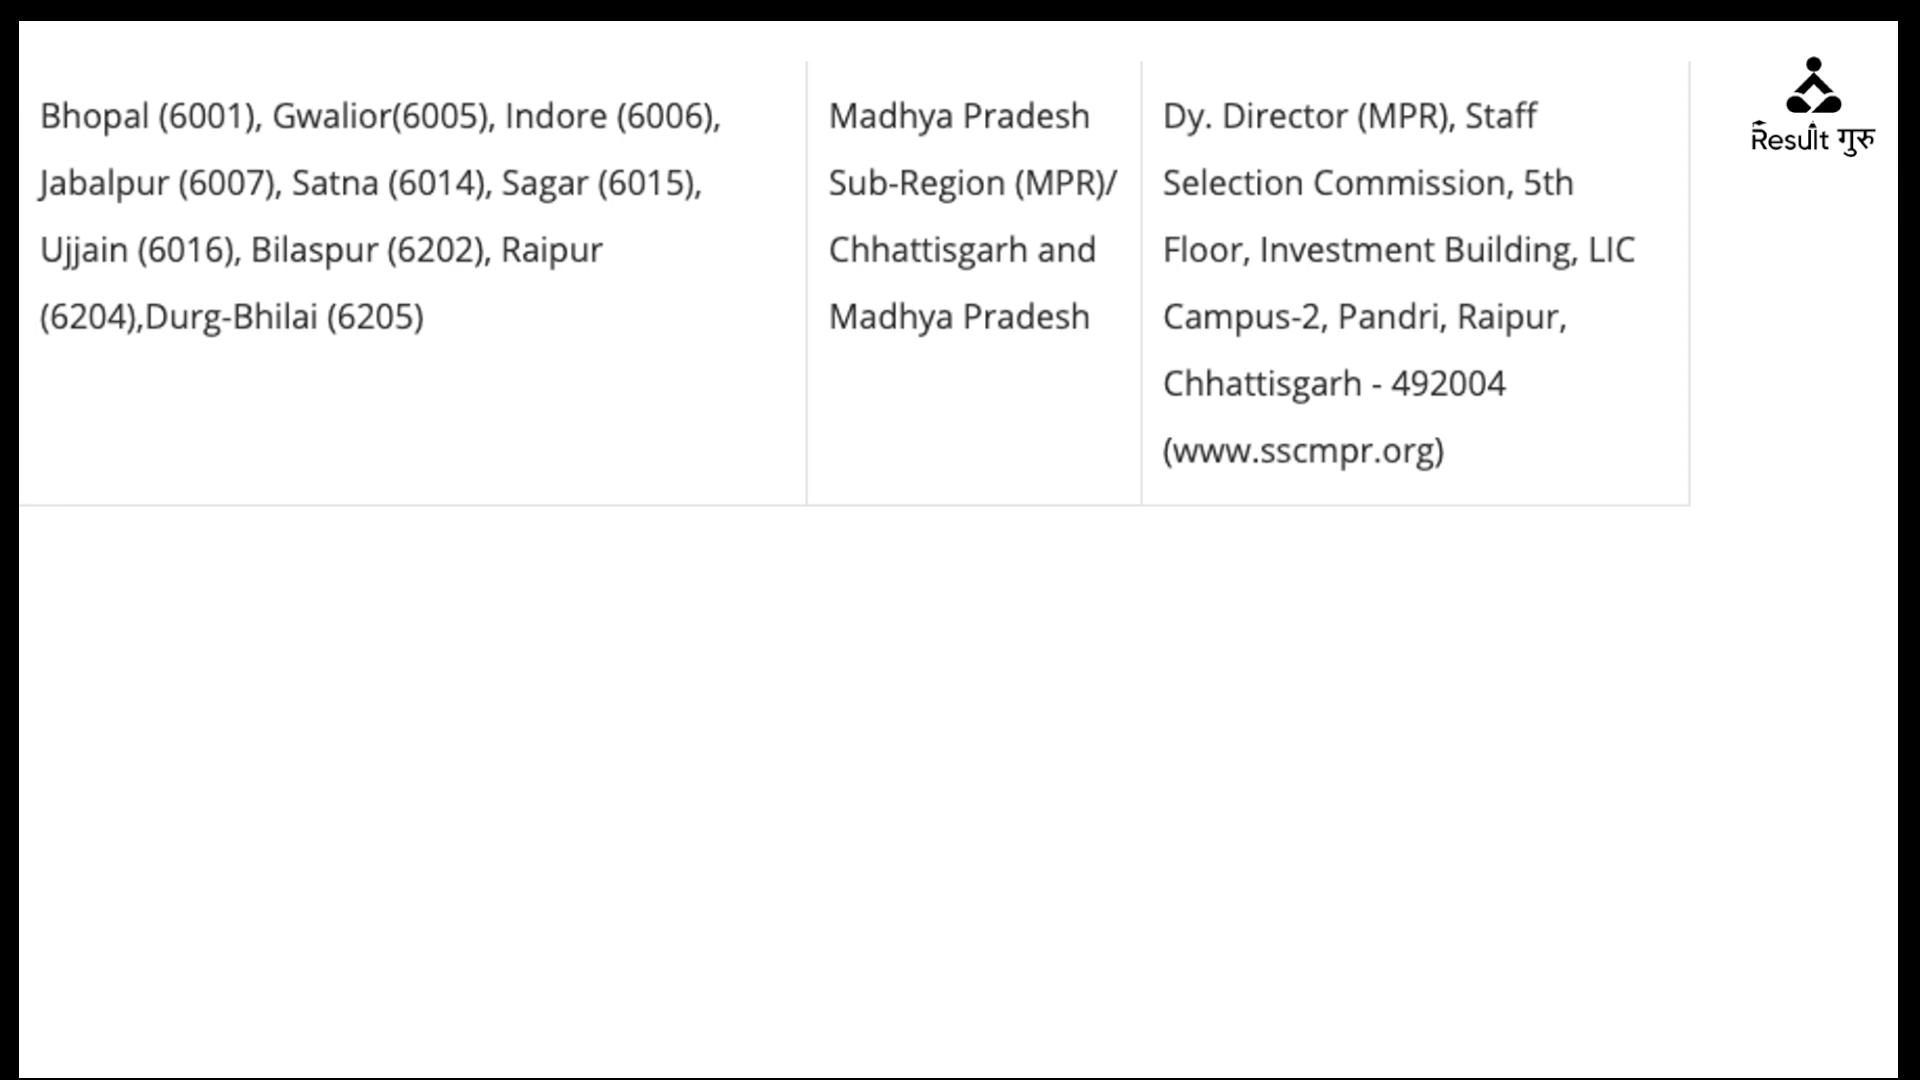 Bhopal (6001), Gwalior(6005), Indore (6006),
Jabalpur (6007), Satna (6014), Sagar (6015),
Ujjain (6016), Bilaspur (6202), Raipur
(6204),Durg-Bhilai (6205)
Madhya Pradesh
Sub-Region (MPR)/
Chhattisgarh and
Madhya Pradesh
Dy. Director (MPR), Staff
Selection Commission, 5th
Floor, Investment Building, LIC
Campus-2, Pandri, Raipur,
Chhattisgarh - 492004
(www.sscmpr.org)
Result गुरु